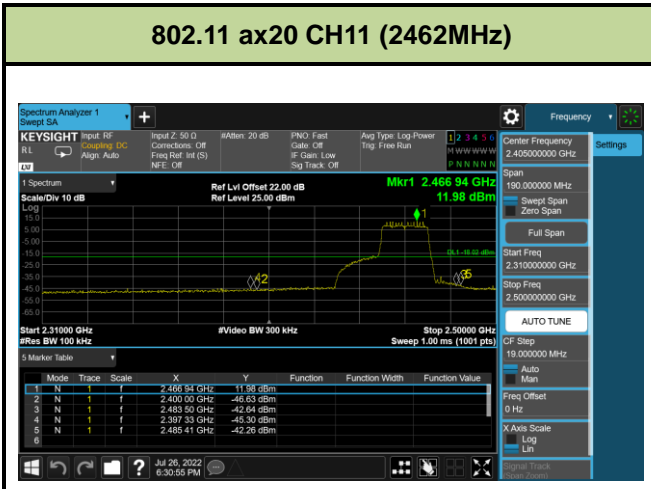 802.11 ax20 CH11 (2462MHz)
Spectrum Analyzer 1
Swept SA
+
Frequency
KEYSIGHT
RL
LXI
Input: RF
Coupling: DC
Align: Auto
Input Z: 50 Ω
Corrections: Off
Freq Ref: Int (S)
NFE: Off
#Atten: 20 dB
PNO: Fast
Gate: Off
IF Gain: Low
Sig Track: Off
Avg Type: Log-Power
Trig: Free Run
1 2 3 4 5 6
M W W W W W
P N N N N N
Settings
Center Frequency
2.405000000 GHz
Span
190.000000 MHz
Swept Span
Zero Span
Full Span
Start Freq
2.310000000 GHz
Stop Freq
2.500000000 GHz
AUTO TUNE
CF Step
19.000000 MHz
Auto
Man
Freq Offset
0 Hz
X Axis Scale
Log
Lin
Signal Track
(Span Zoom)
1 Spectrum
Scale/Div 10 dB
Ref Lvl Offset 22.00 dB
Ref Level 25.00 dBm
Mkr1 2.466 94 GHz
11.98 dBm
Log
15.0
5.00
-5.00
-15.0
-25.0
-35.0
-45.0
-55.0
-65.0
1
DL1 -18.02 dBm
42
35
Start 2.31000 GHz
#Res BW 100 kHz
#Video BW 300 kHz
Stop 2.50000 GHz
Sweep 1.00 ms (1001 pts)
5 Marker Table
Mode Trace Scale X Y Function Function Width Function Value
1 N 1 f 2.466 94 GHz 11.98 dBm
2 N 1 f 2.400 00 GHz -46.63 dBm
3 N 1 f 2.483 50 GHz -42.64 dBm
4 N 1 f 2.397 33 GHz -45.30 dBm
5 N 1 f 2.485 41 GHz -42.26 dBm
6
?
Jul 26, 2022
6:30:55 PM